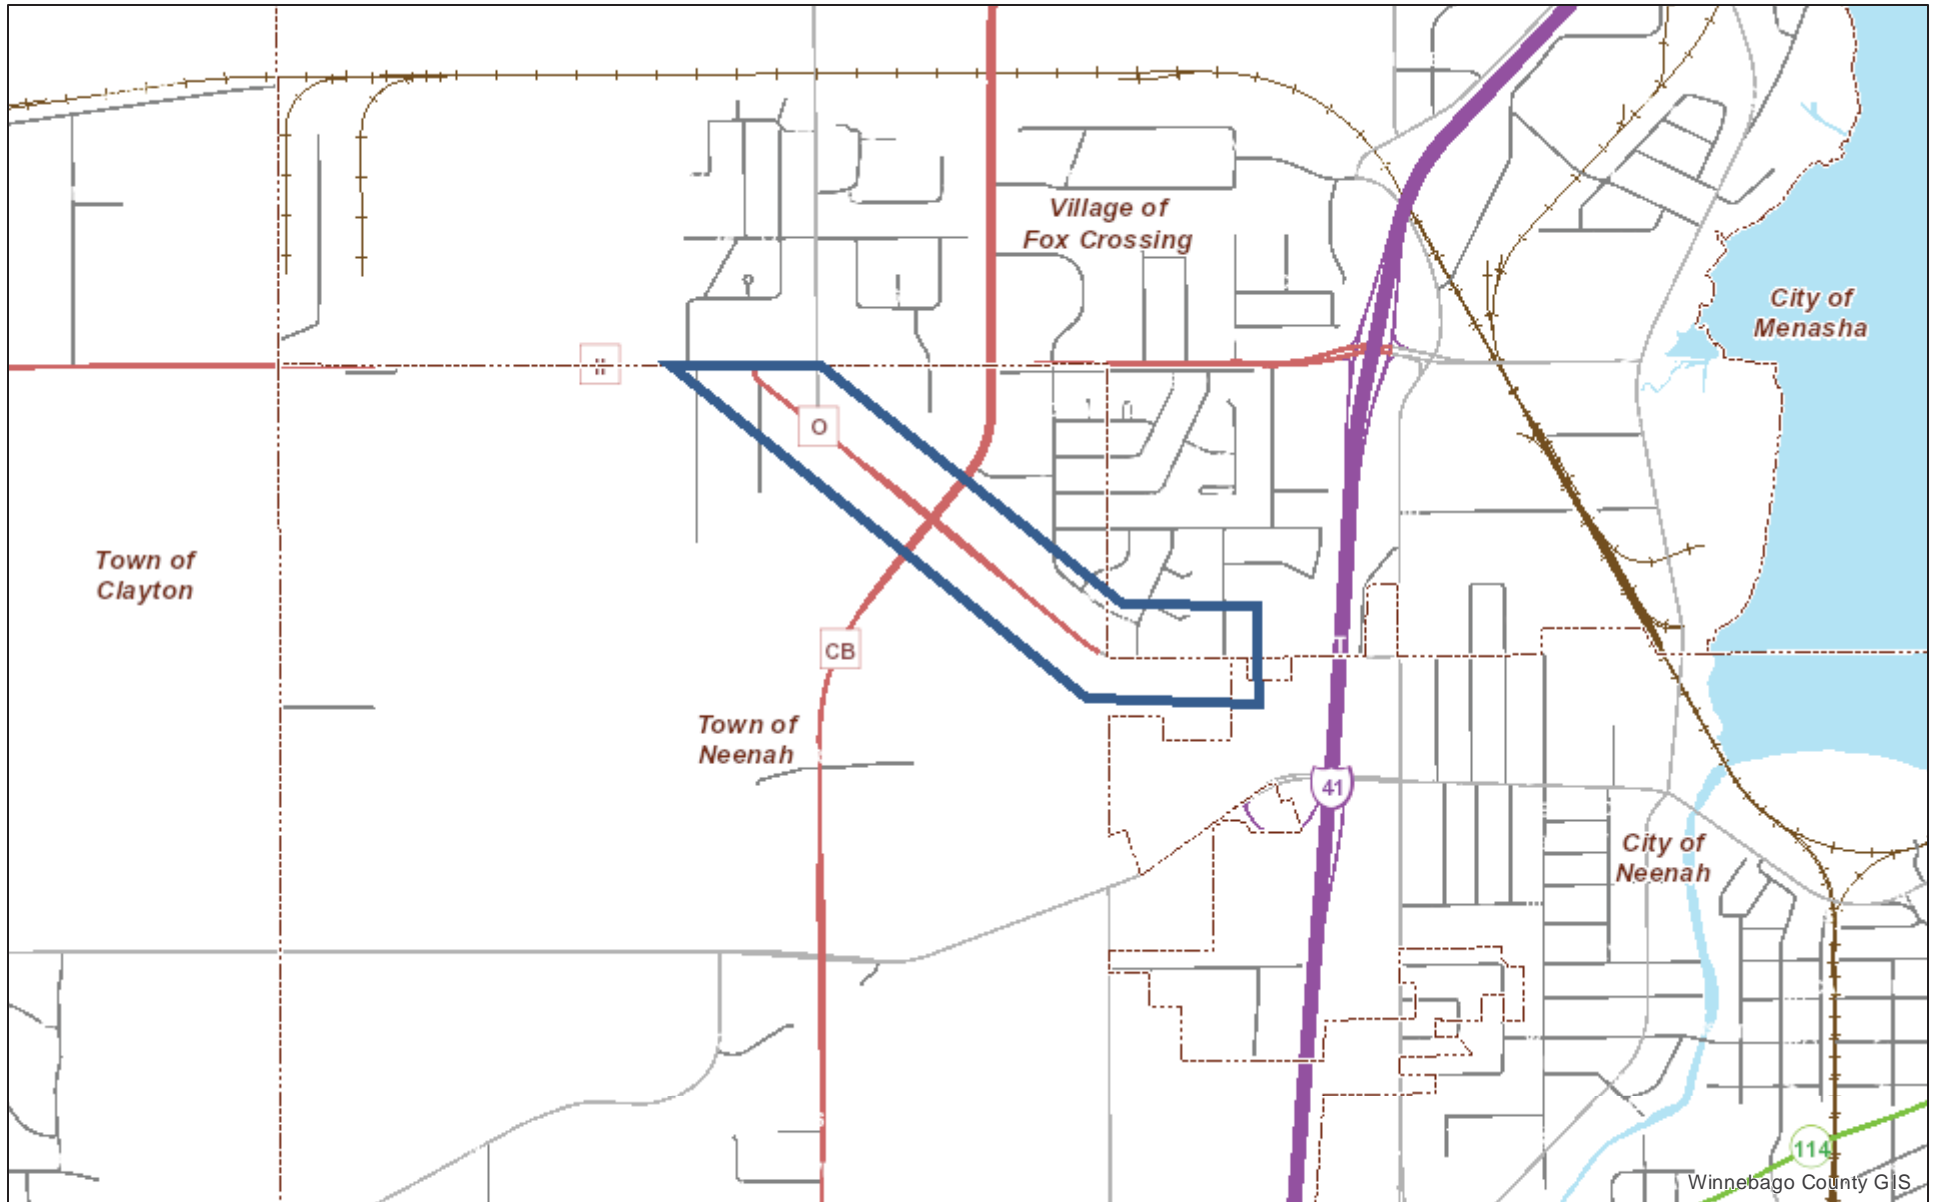 Village of
Fox Crossing
City of
Menasha
O
Town of
Clayton
CB
Town of
Neenah
41
City of
Neenah
114
Winnebago County GIS